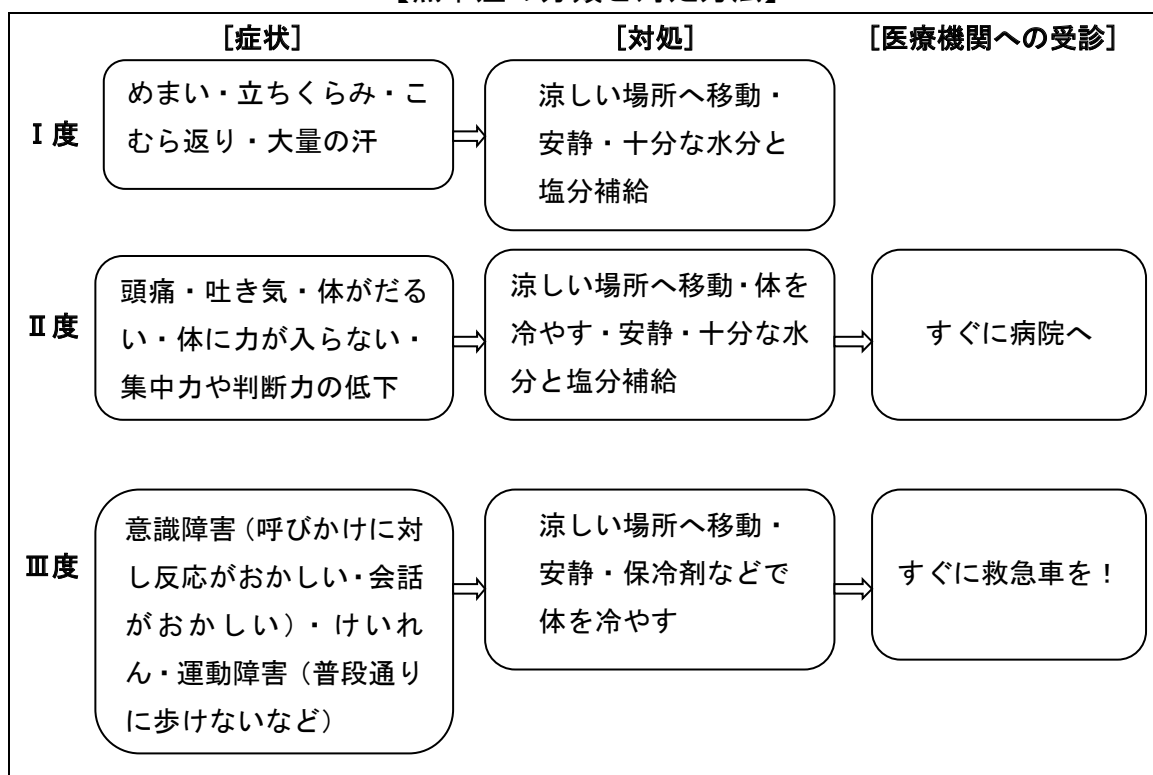 [症状]
[対処]
[医療機関への受診]
Ⅰ度
めまい・立ちくらみ・こ
むら返り・大量の汗
涼しい場所へ移動・
安静・十分な水分と
塩分補給
Ⅱ度
頭痛・吐き気・体がだる
い・体に力が入らない・
集中力や判断力の低下
涼しい場所へ移動・体を
冷やす・安静・十分な水
分と塩分補給
すぐに病院へ
Ⅲ度
意識障害（呼びかけに対
し反応がおかしい・会話
がおかしい）・けいれ
ん・運動障害（普段通り
に歩けないなど）
涼しい場所へ移動・
安静・保冷剤などで
体を冷やす
すぐに救急車を！